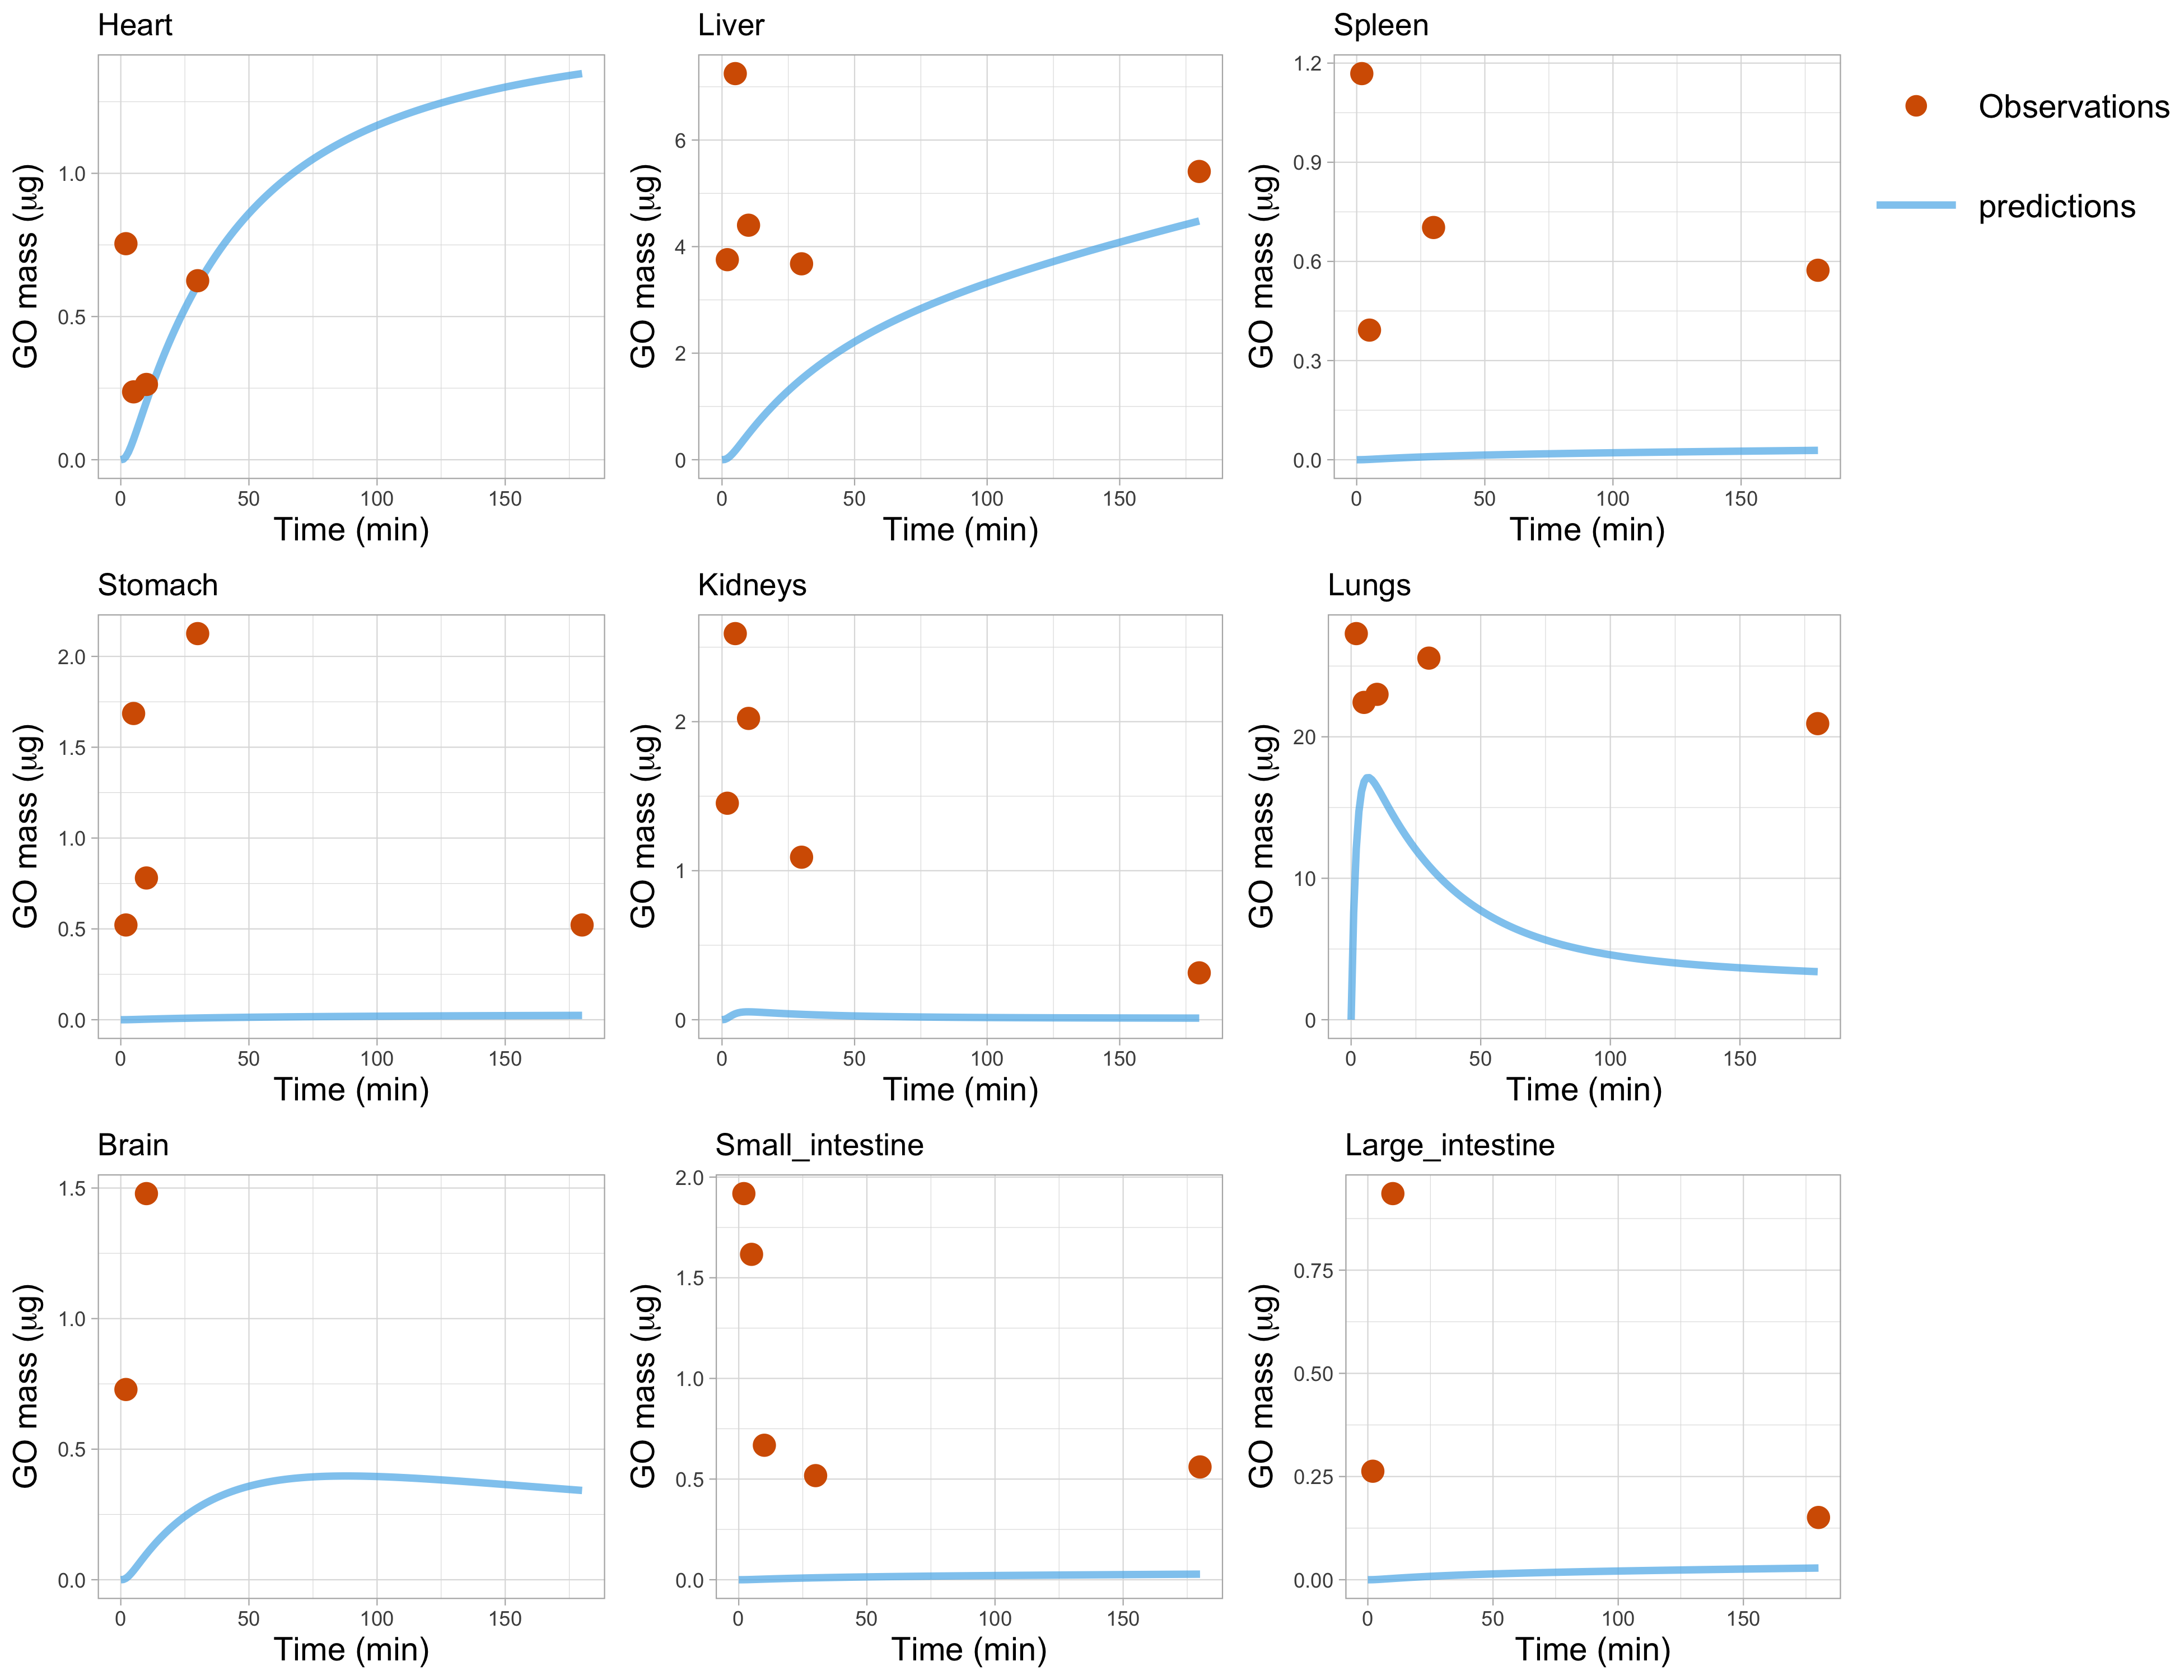 Heart
GO mass (µg)
1.0
0.5
0.0
0 50 100 150
Time (min)
Liver
GO mass (µg)
6
4
2
0
0 50 100 150
Time (min)
Spleen
GO mass (µg)
1.2
0.9
0.6
0.3
0.0
0 50 100 150
Time (min)
Observations
predictions
Stomach
GO mass (µg)
2.0
1.5
1.0
0.5
0.0
0 50 100 150
Time (min)
Kidneys
GO mass (µg)
2
1
0
0 50 100 150
Time (min)
Lungs
GO mass (µg)
20
10
0
0 50 100 150
Time (min)
Brain
GO mass (µg)
1.5
1.0
0.5
0.0
0 50 100 150
Time (min)
Small_intestine
GO mass (µg)
2.0
1.5
1.0
0.5
0.0
0 50 100 150
Time (min)
Large_intestine
GO mass (µg)
0.75
0.50
0.25
0.00
0 50 100 150
Time (min)